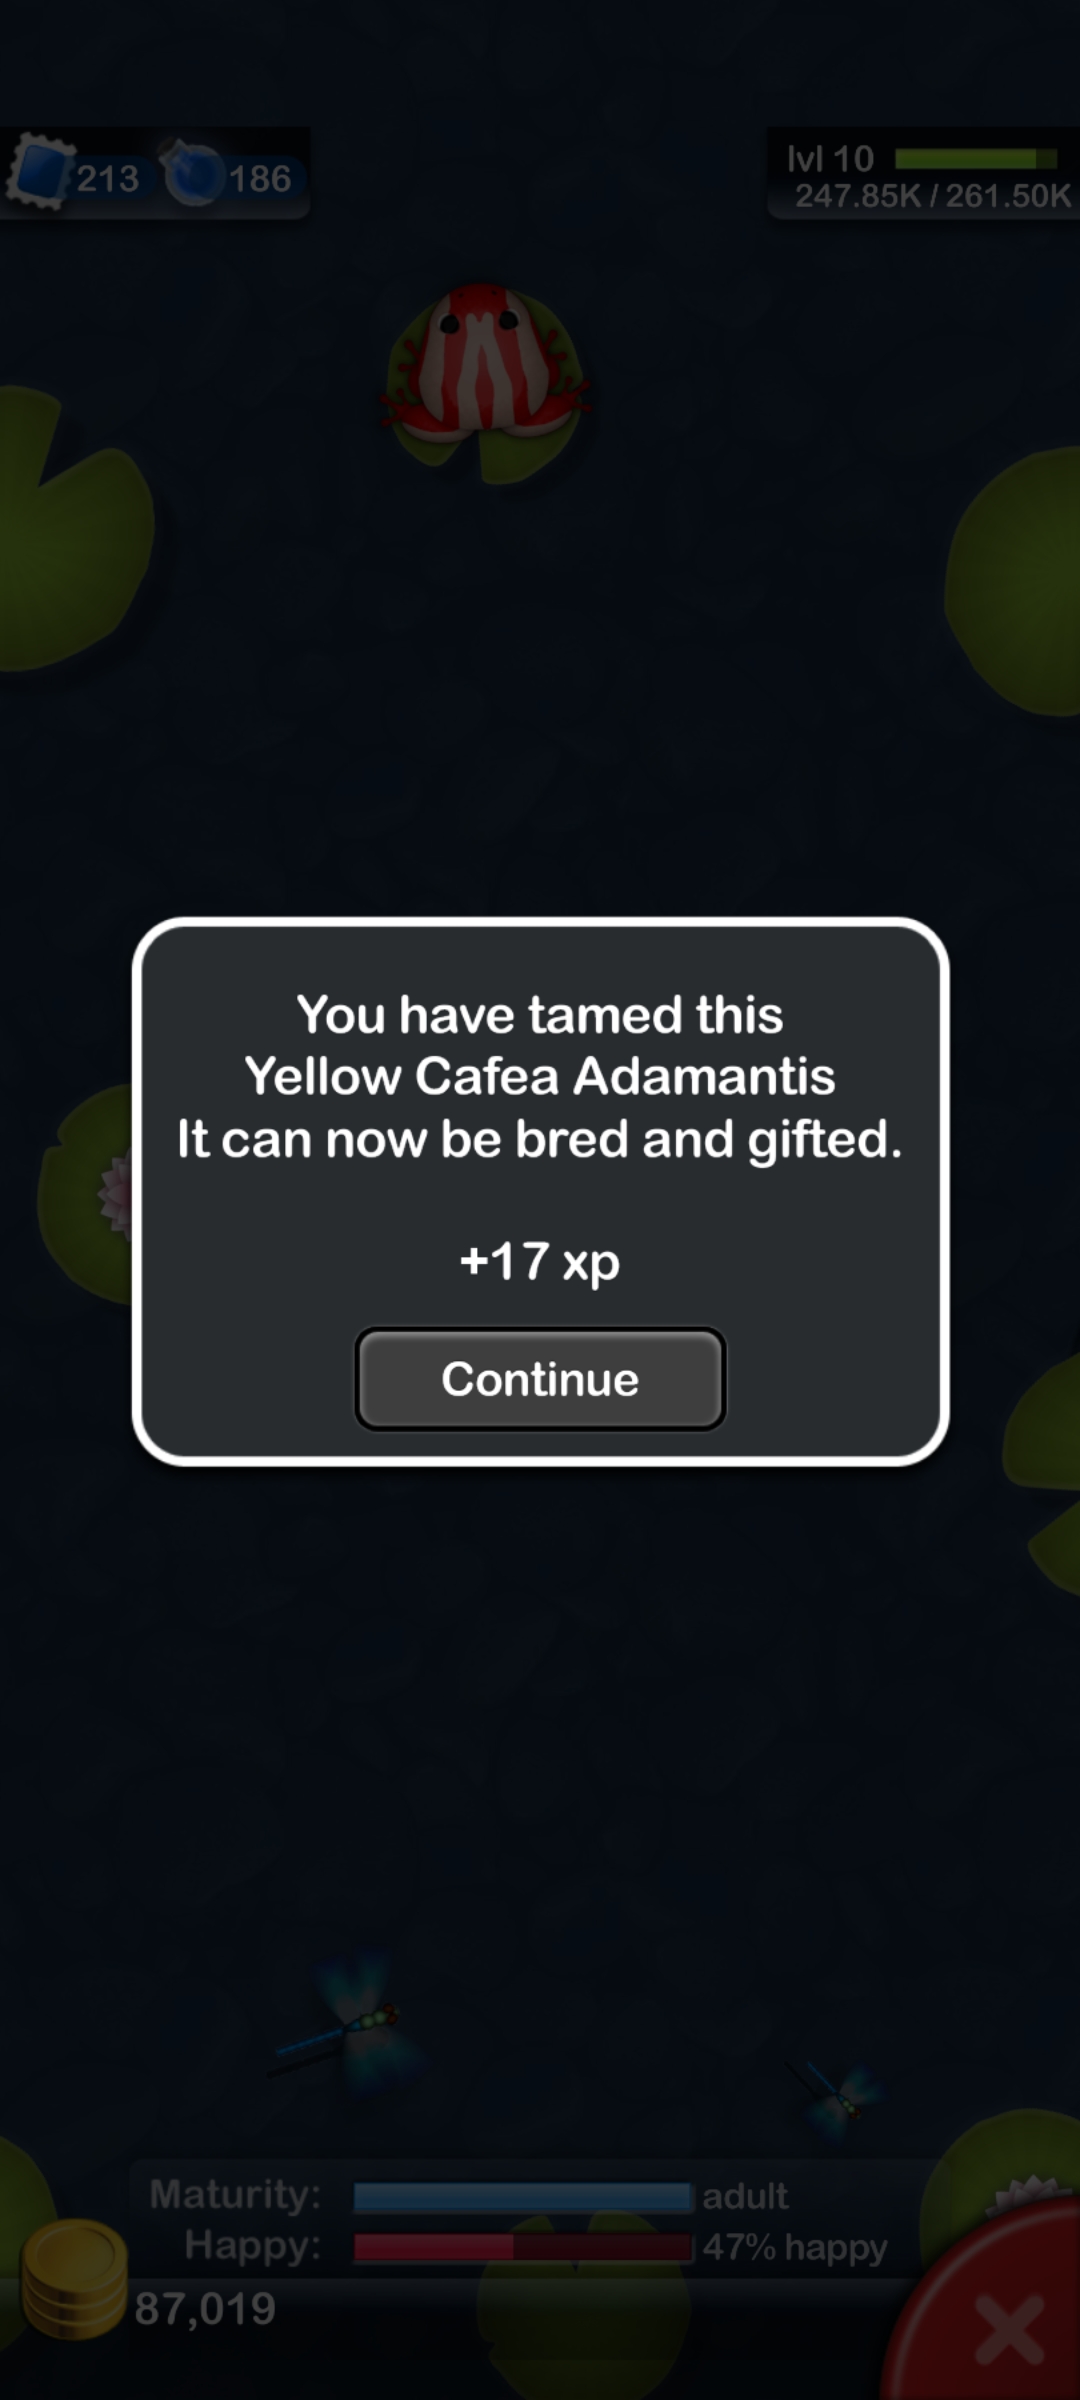 213
186
lvl 10
247.85K / 261.50K
You have tamed this
Yellow Cafea Adamantis
It can now be bred and gifted.
+17 xp
Continue
Maturity: adult
Happy: 47% happy
87,019